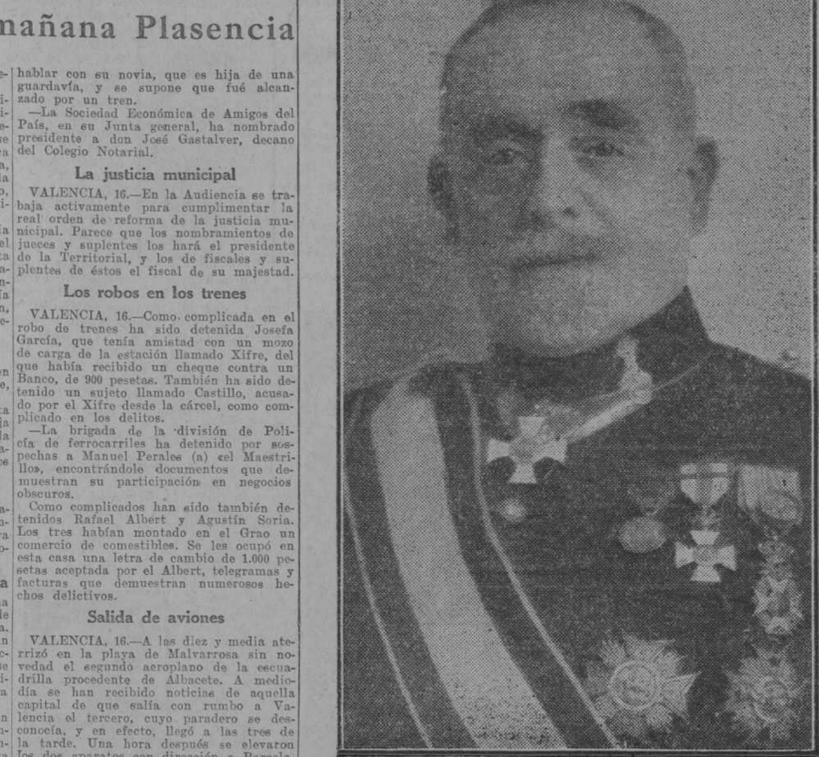 mañana Plasencia
hablar con su novia, que es hija de una
guardavía, y se supone que fué alcan-
zado por un tren.
—La Sociedad Económica de Amigos del
País, en su Junta general, ha nombrado
presidente a don José Gastalver, decano
del Colegio Notarial.
La justicia municipal
VALENCIA, 16.—En la Audiencia se tra-
baja activamente para cumplimentar la
real orden de reforma de la justicia mu-
nicipal. Parece que los nombramientos de
jueces y suplentes los hará el presidente
de la Territorial, y los de fiscales y su-
plentes de éstos el fiscal de su majestad.
Los robos en los trenes
VALENCIA, 16.—Como complicada en el
robo de trenes ha sido detenida Josefa
García, que tenía amistad con un mozo
de carga de la estación llamado Xifre, del
que había recibido un cheque contra un
Banco, de 900 pesetas. También ha sido de-
tenido un sujeto llamado Castillo, acusa-
do por el Xifre desde la cárcel, como com-
plicado en los delitos.
—La brigada de la división de Poli-
cía de ferrocarriles ha detenido por sos-
pechas a Manuel Perales (a) «el Maestri-
llo», encontrándole documentos que de-
muestran su participación en negocios
obscuros.
Como complicados han sido también de-
tenidos Rafael Albert y Agustín Soria.
Los tres habían montado en el Grao un
comercio de comestibles. Se les ocupó en
esta casa una letra de cambio de 1.000 pe-
setas aceptada por el Albert, telegramas y
facturas que demuestran numerosos he-
chos delictivos.
Salida de aviones
VALENCIA, 16.—A las diez y media ate-
rrizó en la playa de Malvarrosa sin no-
vedad el segundo aeroplano de la escua-
drilla procedente de Albacete. A medio-
día se han recibido noticias de aquella
capital de que salía con rumbo a Va-
lencia el tercero, cuyo paradero se des-
conocía, y en efecto, llegó a las tres de
la tarde. Una hora después se elevaron
los dos aparatos con dirección a Barcelo-